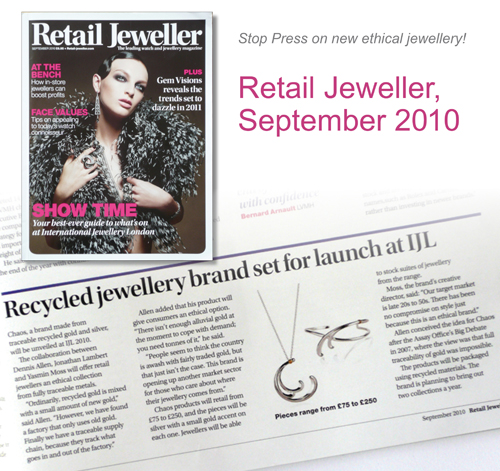 Stop Press on new ethical jewellery!
Retail Jeweller,
September 2010
Retail Jeweller
The leading watch and jewellery magazine
AT THE
BENCH
How in-store
jewellers can
boost profits
FACE VALUES
Tips on appealing
to today's watch
connoisseur
PLUS
Gem Visions
reveals the
trends set to
dazzle in 2011
SHOW TIME
Your best-ever guide to what's on
at International Jewellery London
with confidence
Bernard Arnault
rather than investing in
the end of the year with
Recycled jewellery brand set for launch at IJL
Chaos, a brand made from
traceable recycled gold and silver,
will be unveiled at IJL 2010.
The collaboration between
Dennis Allen, Jonathan Lambert
and Yasmin Moss will offer retail
jewellers an ethical collection
from fully traceable metals.
"Ordinarily, recycled gold is mixed
with a small amount of new gold,"
said Allen. "However, we have found
a factory that only uses old gold.
Finally we have a traceable supply
chain, because they track what
goes in and out of the factory."
Allen added that his product will
give consumers an ethical option.
"There isn't enough alluvial gold at
the moment to cope with demand;
you need tonnes of it," he said.
"People seem to think the country
is awash with fairly traded gold, but
that just isn't the case. This brand is
opening up another market sector
for those who care about where
their jewellery comes from."
Chaos products will retail from
£75 to £250, and the pieces will be
silver with a small gold accent on
each one. Jewellers will be able
Pieces range from £75 to £250
to stock suites of jewellery
from the range.
Moss, the brand's creative
director, said: "Our target market
is late 20s to 50s. There has been
no compromise on style just
because this is an ethical brand."
Allen conceived the idea for Chaos
after the Assay Office's Big Debate
in 2007, where the view was that full
traceability of gold was impossible.
The products will be packaged
using recycled materials. The
brand is planning to bring out
two collections a year.
September 2010 Retail Jewe